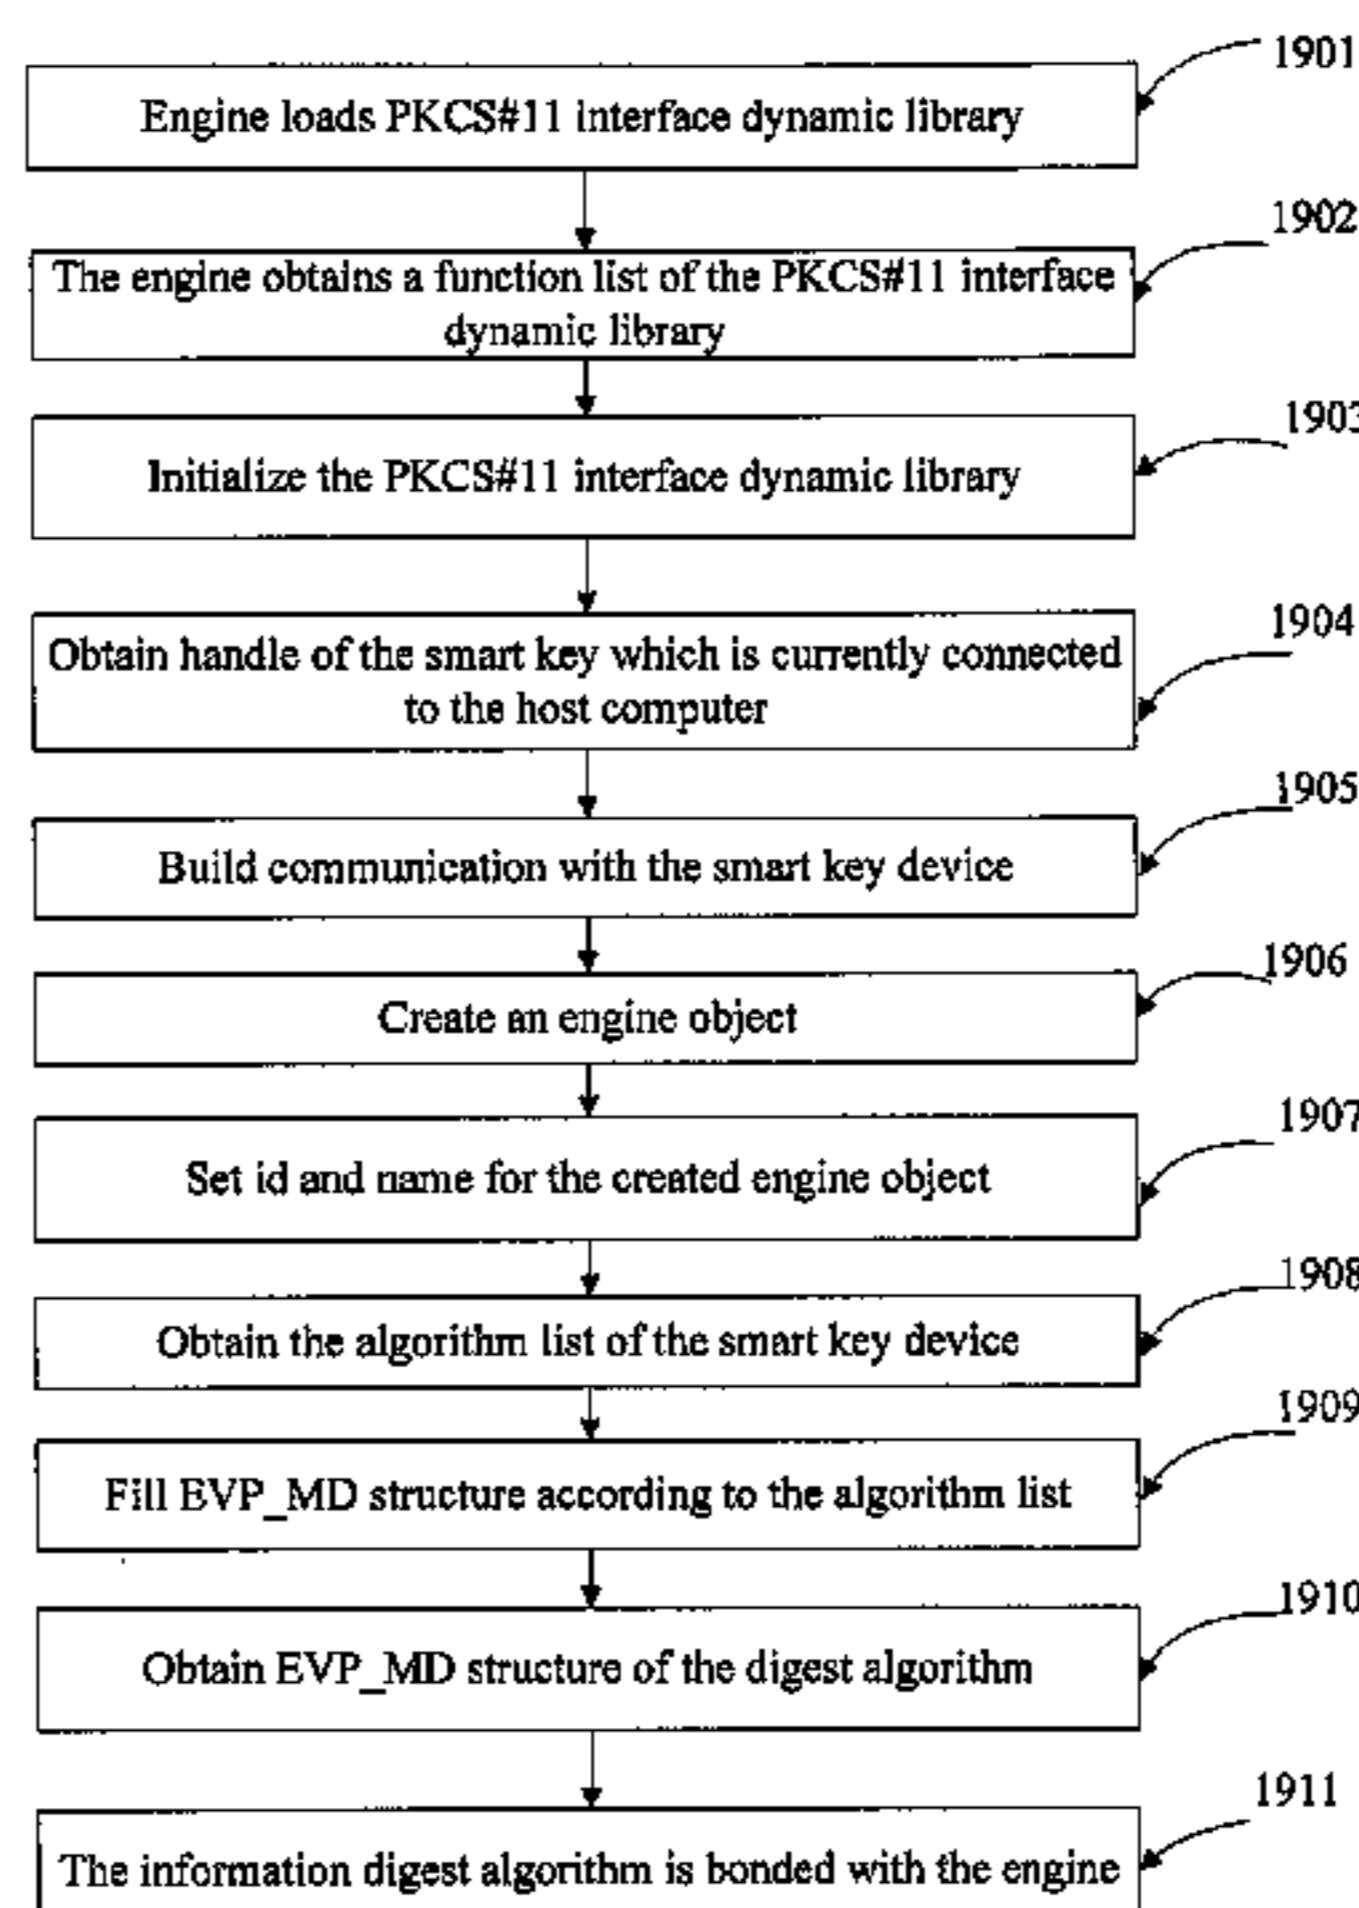 1901
Engine loads PKCS#11 interface dynamic library
1902
The engine obtains a function list of the PKCS#11 interface
dynamic library
1903
Initialize the PKCS#11 interface dynamic library
1904
Obtain handle of the smart key which is currently connected
to the host computer
1905
Build communication with the smart key device
1906
Create an engine object
1907
Set id and name for the created engine object
1908
Obtain the algorithm list of the smart key device
1909
Fill EVP_MD structure according to the algorithm list
1910
Obtain EVP_MD structure of the digest algorithm
1911
The information digest algorithm is bonded with the engine